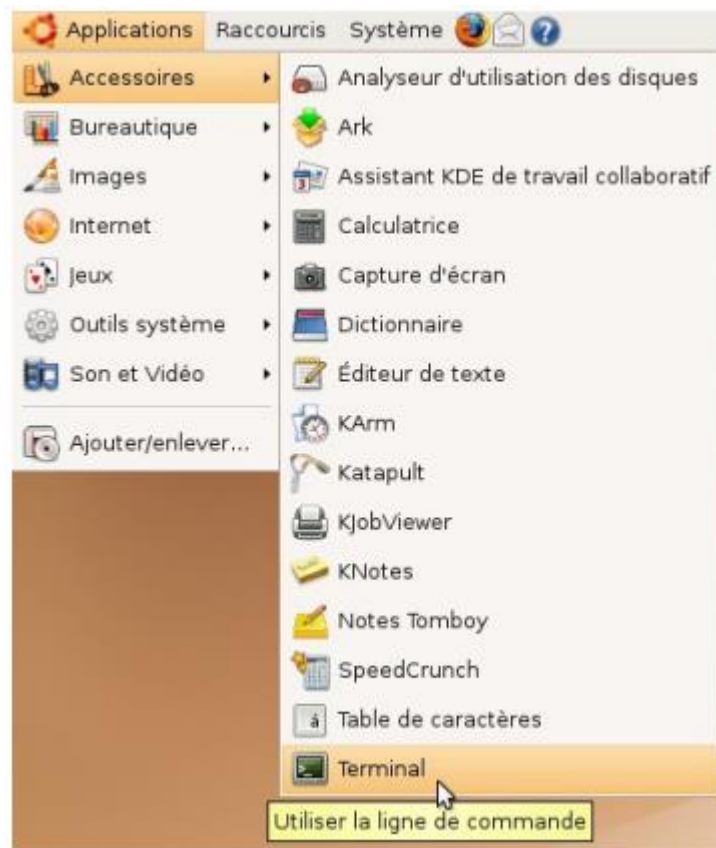 Applications Raccourcis Système
Accessoires
Bureautique
Images
Internet
Jeux
Outils système
Son et Vidéo
Ajouter/enlever...
Analyseur d'utilisation des disques
Ark
Assistant KDE de travail collaboratif
Calculatrice
Capture d'écran
Dictionnaire
Éditeur de texte
KArm
Katapult
KJobViewer
KNotes
Notes Tomboy
SpeedCrunch
Table de caractères
Terminal
Utiliser la ligne de commande